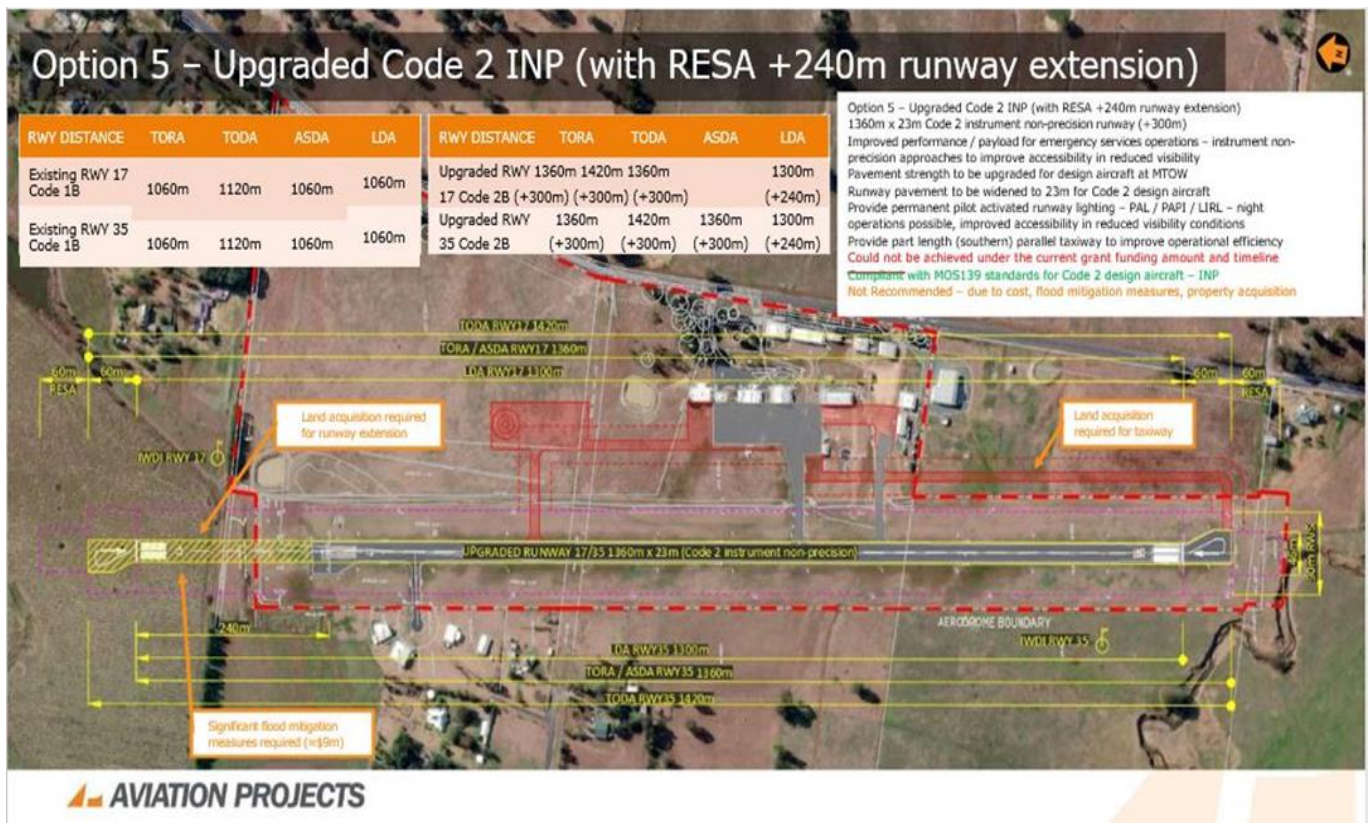 Option 5 – Upgraded Code 2 INP (with RESA +240m runway extension)
N
RWY DISTANCE TORA TODA ASDA LDA
Existing RWY 17
Code 1B 1060m 1120m 1060m 1060m
Existing RWY 35
Code 1B 1060m 1120m 1060m 1060m
RWY DISTANCE TORA TODA ASDA LDA
Upgraded RWY 1360m 1420m 1360m 1300m
17 Code 2B (+300m) (+300m) (+300m) (+240m)
Upgraded RWY 1360m 1420m 1360m 1300m
35 Code 2B (+300m) (+300m) (+300m) (+240m)
Option 5 – Upgraded Code 2 INP (with RESA +240m runway extension)
1360m x 23m Code 2 instrument non-precision runway (+300m)
Improved performance / payload for emergency services operations – instrument non-
precision approaches to improve accessibility in reduced visibility
Pavement strength to be upgraded for design aircraft at MTOW
Runway pavement to be widened to 23m for Code 2 design aircraft
Provide permanent pilot activated runway lighting – PAL / PAPI / LIRL – night
operations possible, improved accessibility in reduced visibility conditions
Provide part length (southern) parallel taxiway to improve operational efficiency
Could not be achieved under the current grant funding amount and timeline
Compliant with MOS139 standards for Code 2 design aircraft – INP
Not Recommended – due to cost, flood mitigation measures, property acquisition
TODA RWY17 1420m
TORA / ASDA RWY17 1360m
LDA RWY17 1300m
60m
RESA
60m
60m
60m
RESA
Land acquisition required
for runway extension
Land acquisition
required for taxiway
IWDI RWY 17
UPGRADED RUNWAY 17/35 1360m x 23m (Code 2 instrument non-precision)
240m
AERODROME BOUNDARY
IWDI RWY 35
LDA RWY35 1300m
TORA / ASDA RWY35 1360m
TODA RWY35 1420m
Significant flood mitigation
measures required (≈$9m)
AVIATION PROJECTS